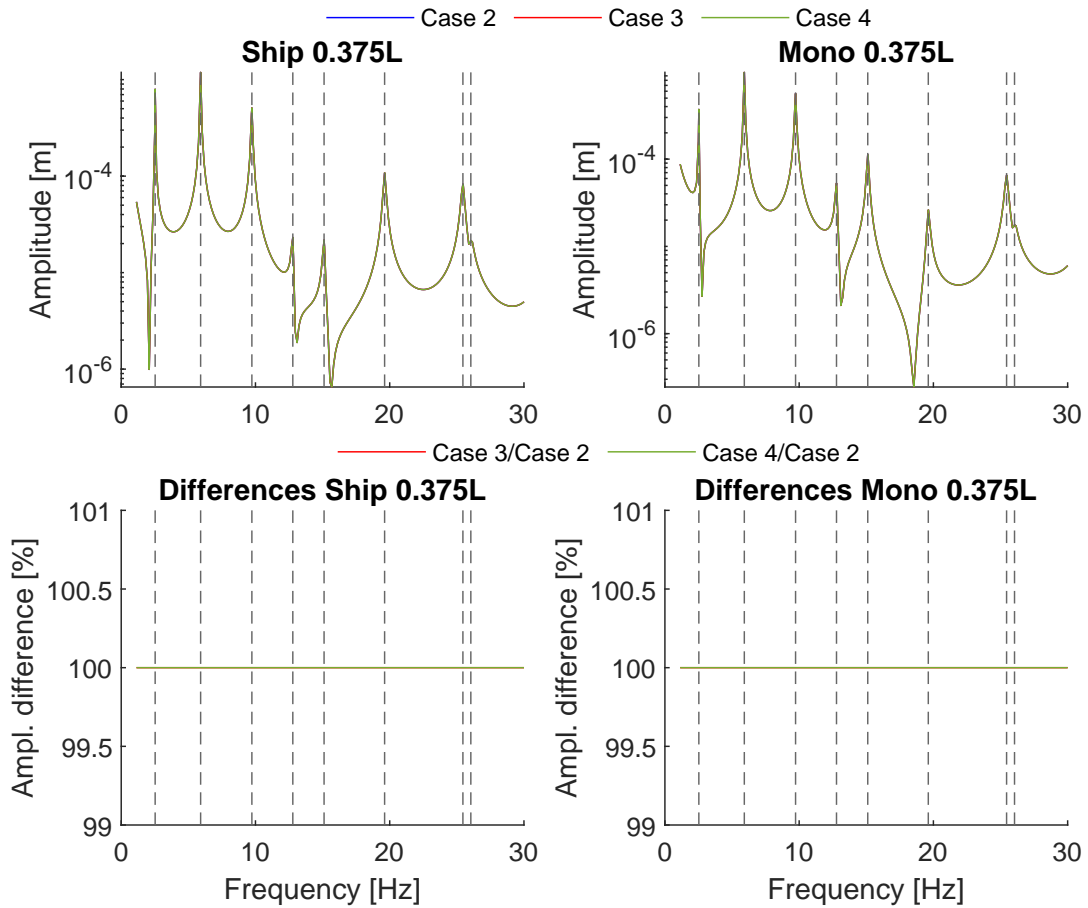 Case 2 Case 3 Case 4
Ship 0.375L Mono 0.375L
Amplitude [m]
10^-4
10^-6
0 10 20 30
Amplitude [m]
10^-4
10^-6
0 10 20 30
Case 3/Case 2 Case 4/Case 2
Differences Ship 0.375L Differences Mono 0.375L
Ampl. difference [%]
101
100.5
100
99.5
99
0 10 20 30
Frequency [Hz]
Ampl. difference [%]
101
100.5
100
99.5
99
0 10 20 30
Frequency [Hz]